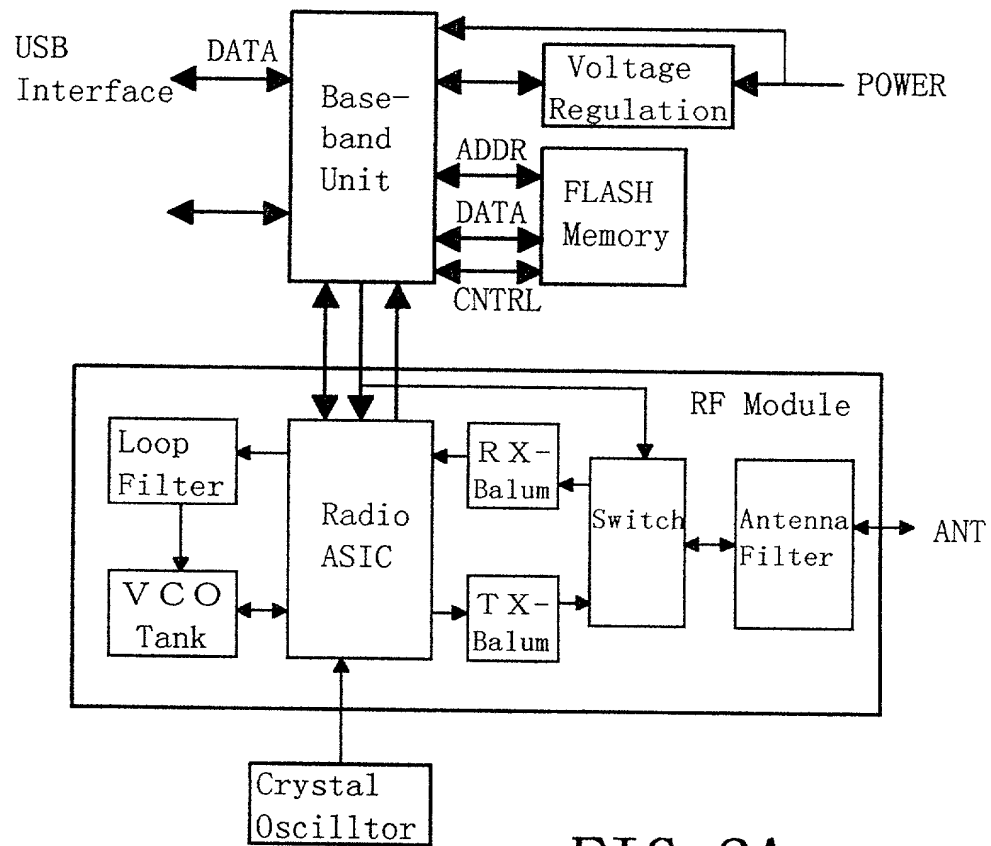 USB
Interface
DATA
Base-
band
Unit
Voltage
Regulation
POWER
ADDR
DATA
CNTRL
FLASH
Memory
RF Module
Loop
Filter
VCO
Tank
Radio
ASIC
RX-
Balum
TX-
Balum
Switch
Antenna
Filter
ANT
Crystal
Oscilltor